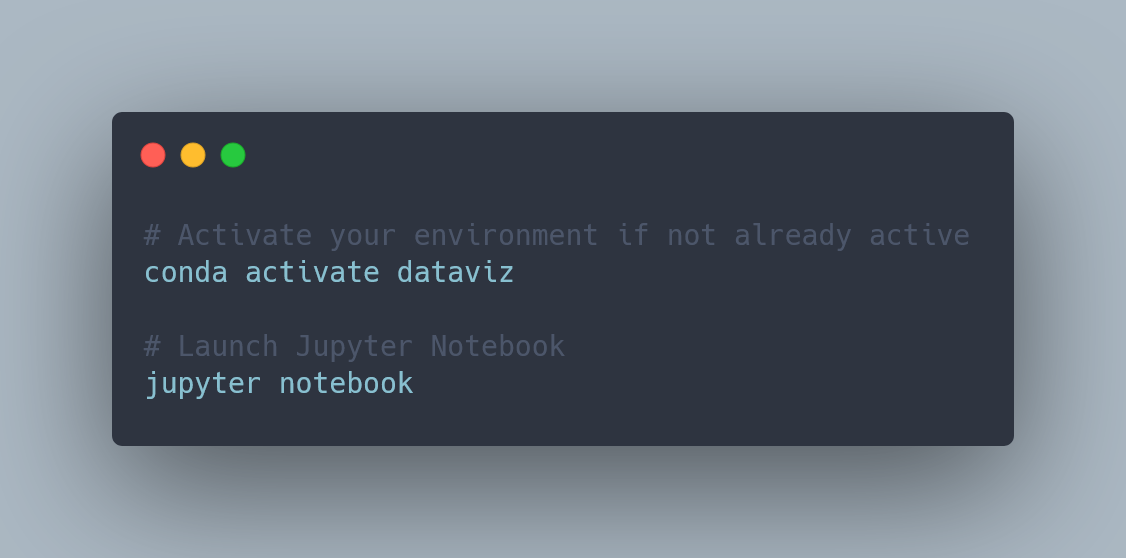 # Activate your environment if not already active
conda activate dataviz
# Launch Jupyter Notebook
jupyter notebook